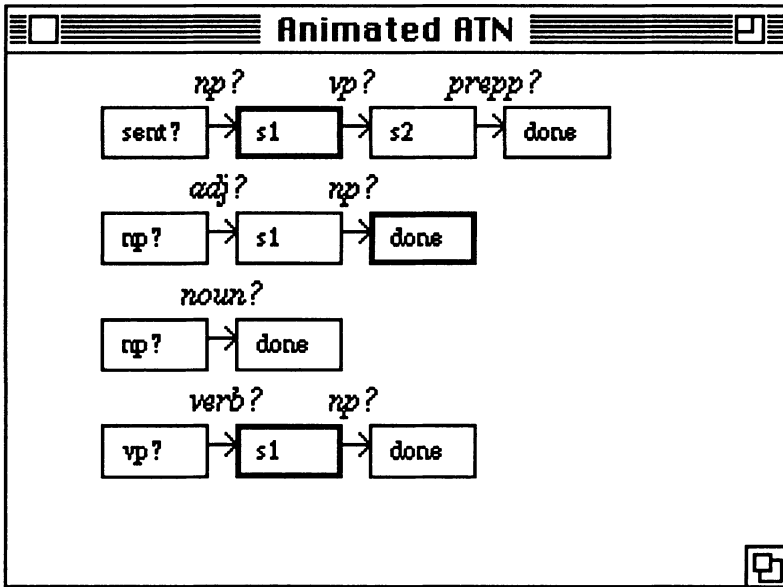 Animated ATN
np? vp? prepp?
sent? s1 s2 done
adj? np?
np? s1 done
noun?
np? done
verb? np?
vp? s1 done